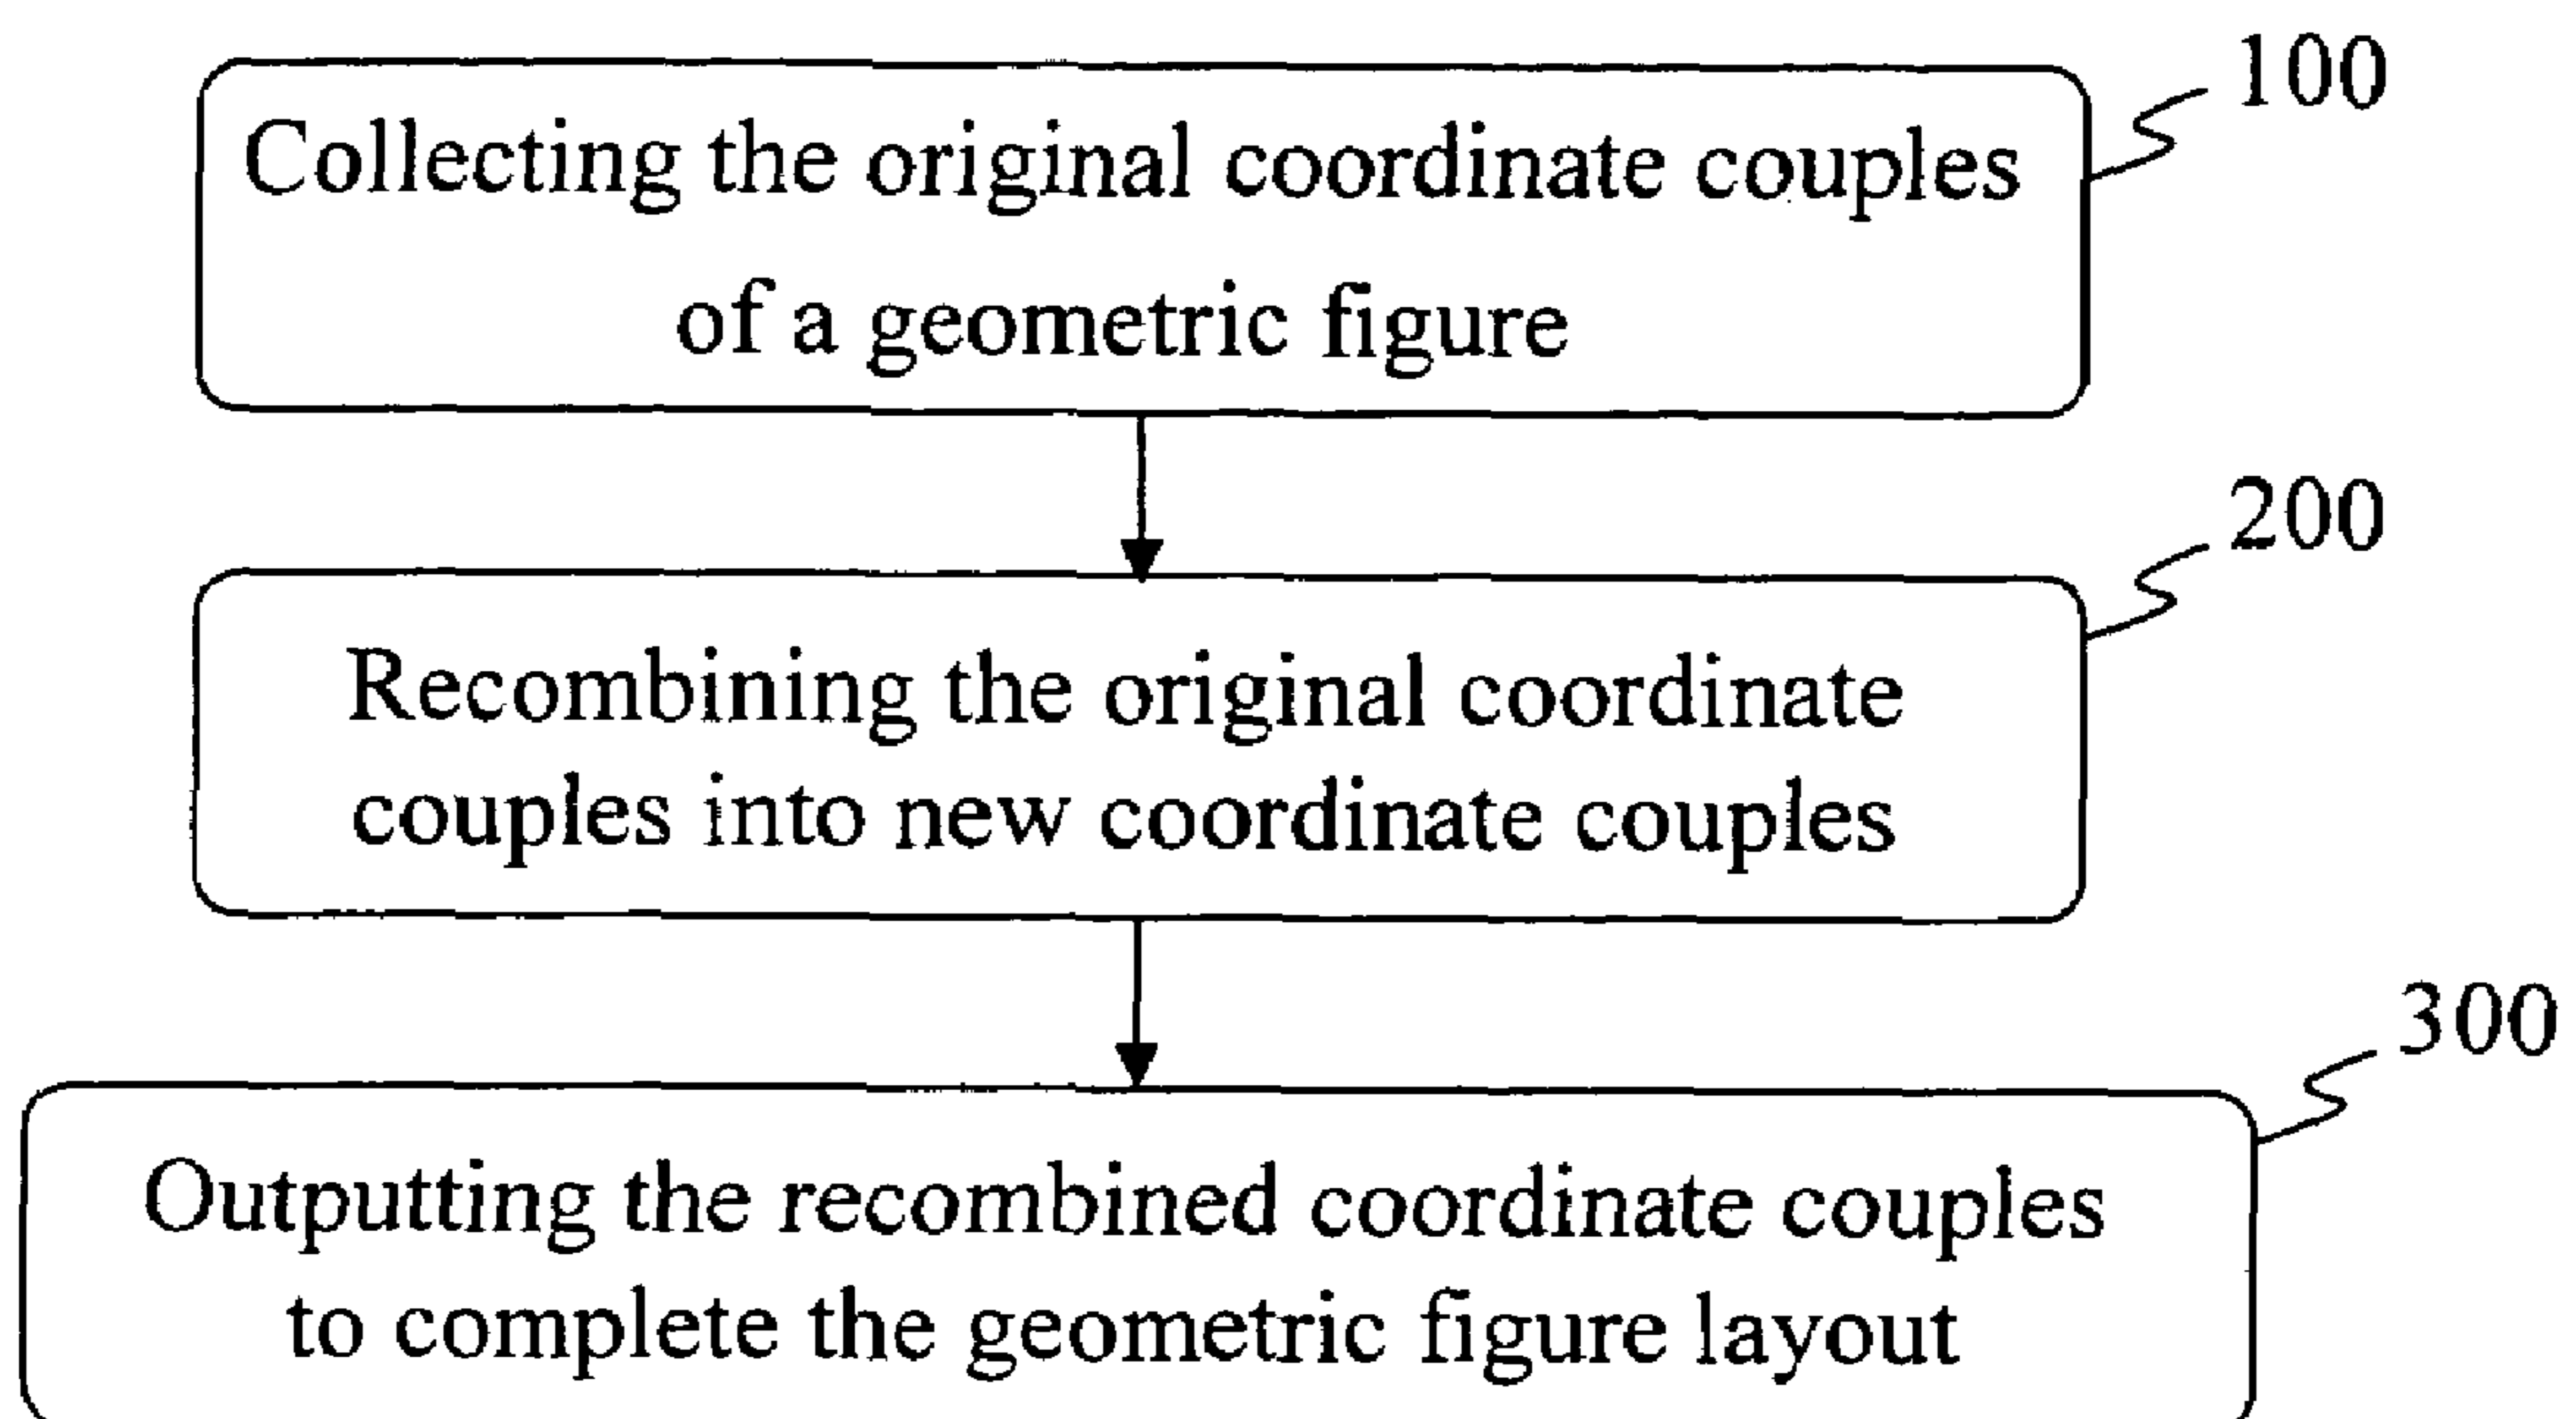 100
Collecting the original coordinate couples
of a geometric figure
200
Recombining the original coordinate
couples into new coordinate couples
300
Outputting the recombined coordinate couples
to complete the geometric figure layout